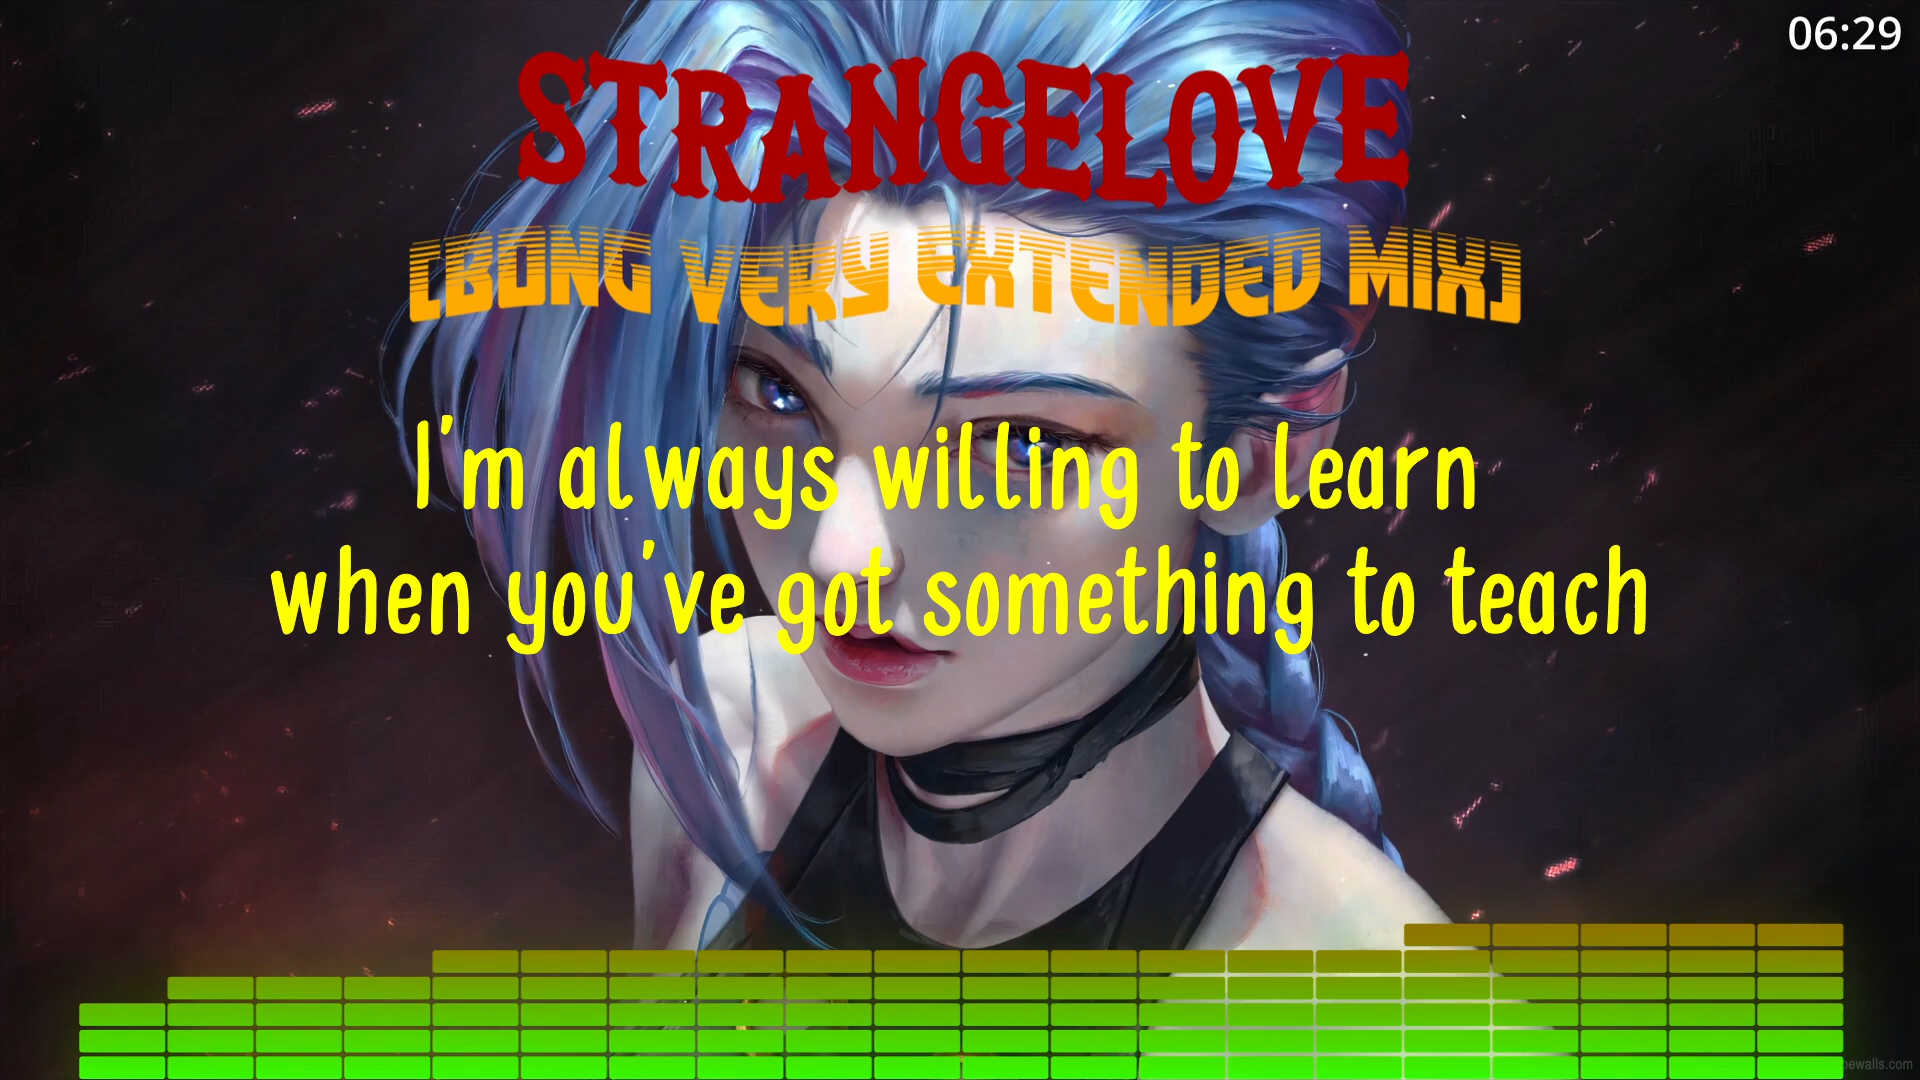 06:29
STRANGELOVE
[BONG VERY EXTENDED MIX]
I'm always willing to learn
when you've got something to teach